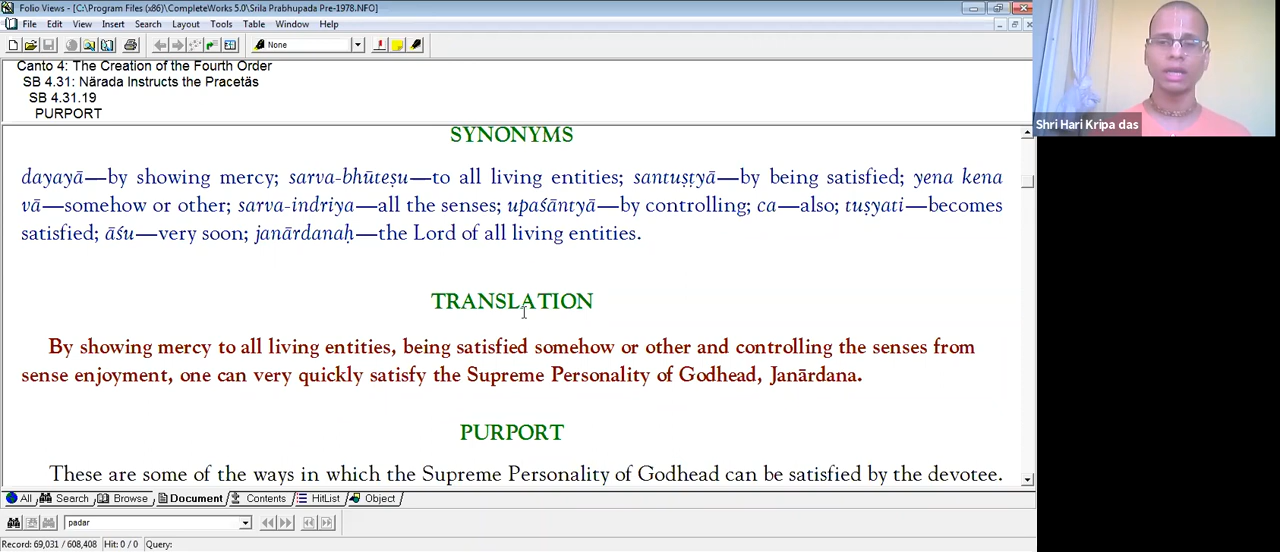 Folio Views - [C:\Program Files (x86)\CompleteWorks 5.0\Srila Prabhupada Pre-1978.NFO]
File Edit View Insert Search Layout Tools Table Window Help
None
Canto 4: The Creation of the Fourth Order
SB 4.31: Närada Instructs the Pracetäs
SB 4.31.19
PURPORT
SYNONYMS
dayayā—by showing mercy; sarva-bhūteṣu—to all living entities; santuṣṭyā—by being satisfied; yena kena
vā—somehow or other; sarva-indriya—all the senses; upaśāntyā—by controlling; ca—also; tuṣyati—becomes
satisfied; āśu—very soon; janārdanaḥ—the Lord of all living entities.
TRANSLATION
By showing mercy to all living entities, being satisfied somehow or other and controlling the senses from
sense enjoyment, one can very quickly satisfy the Supreme Personality of Godhead, Janārdana.
PURPORT
These are some of the ways in which the Supreme Personality of Godhead can be satisfied by the devotee.
All Search Browse Document Contents HitList Object
padar
Record: 69,031 / 608,408 Hit: 0 / 0 Query:
Shri Hari Kripa das